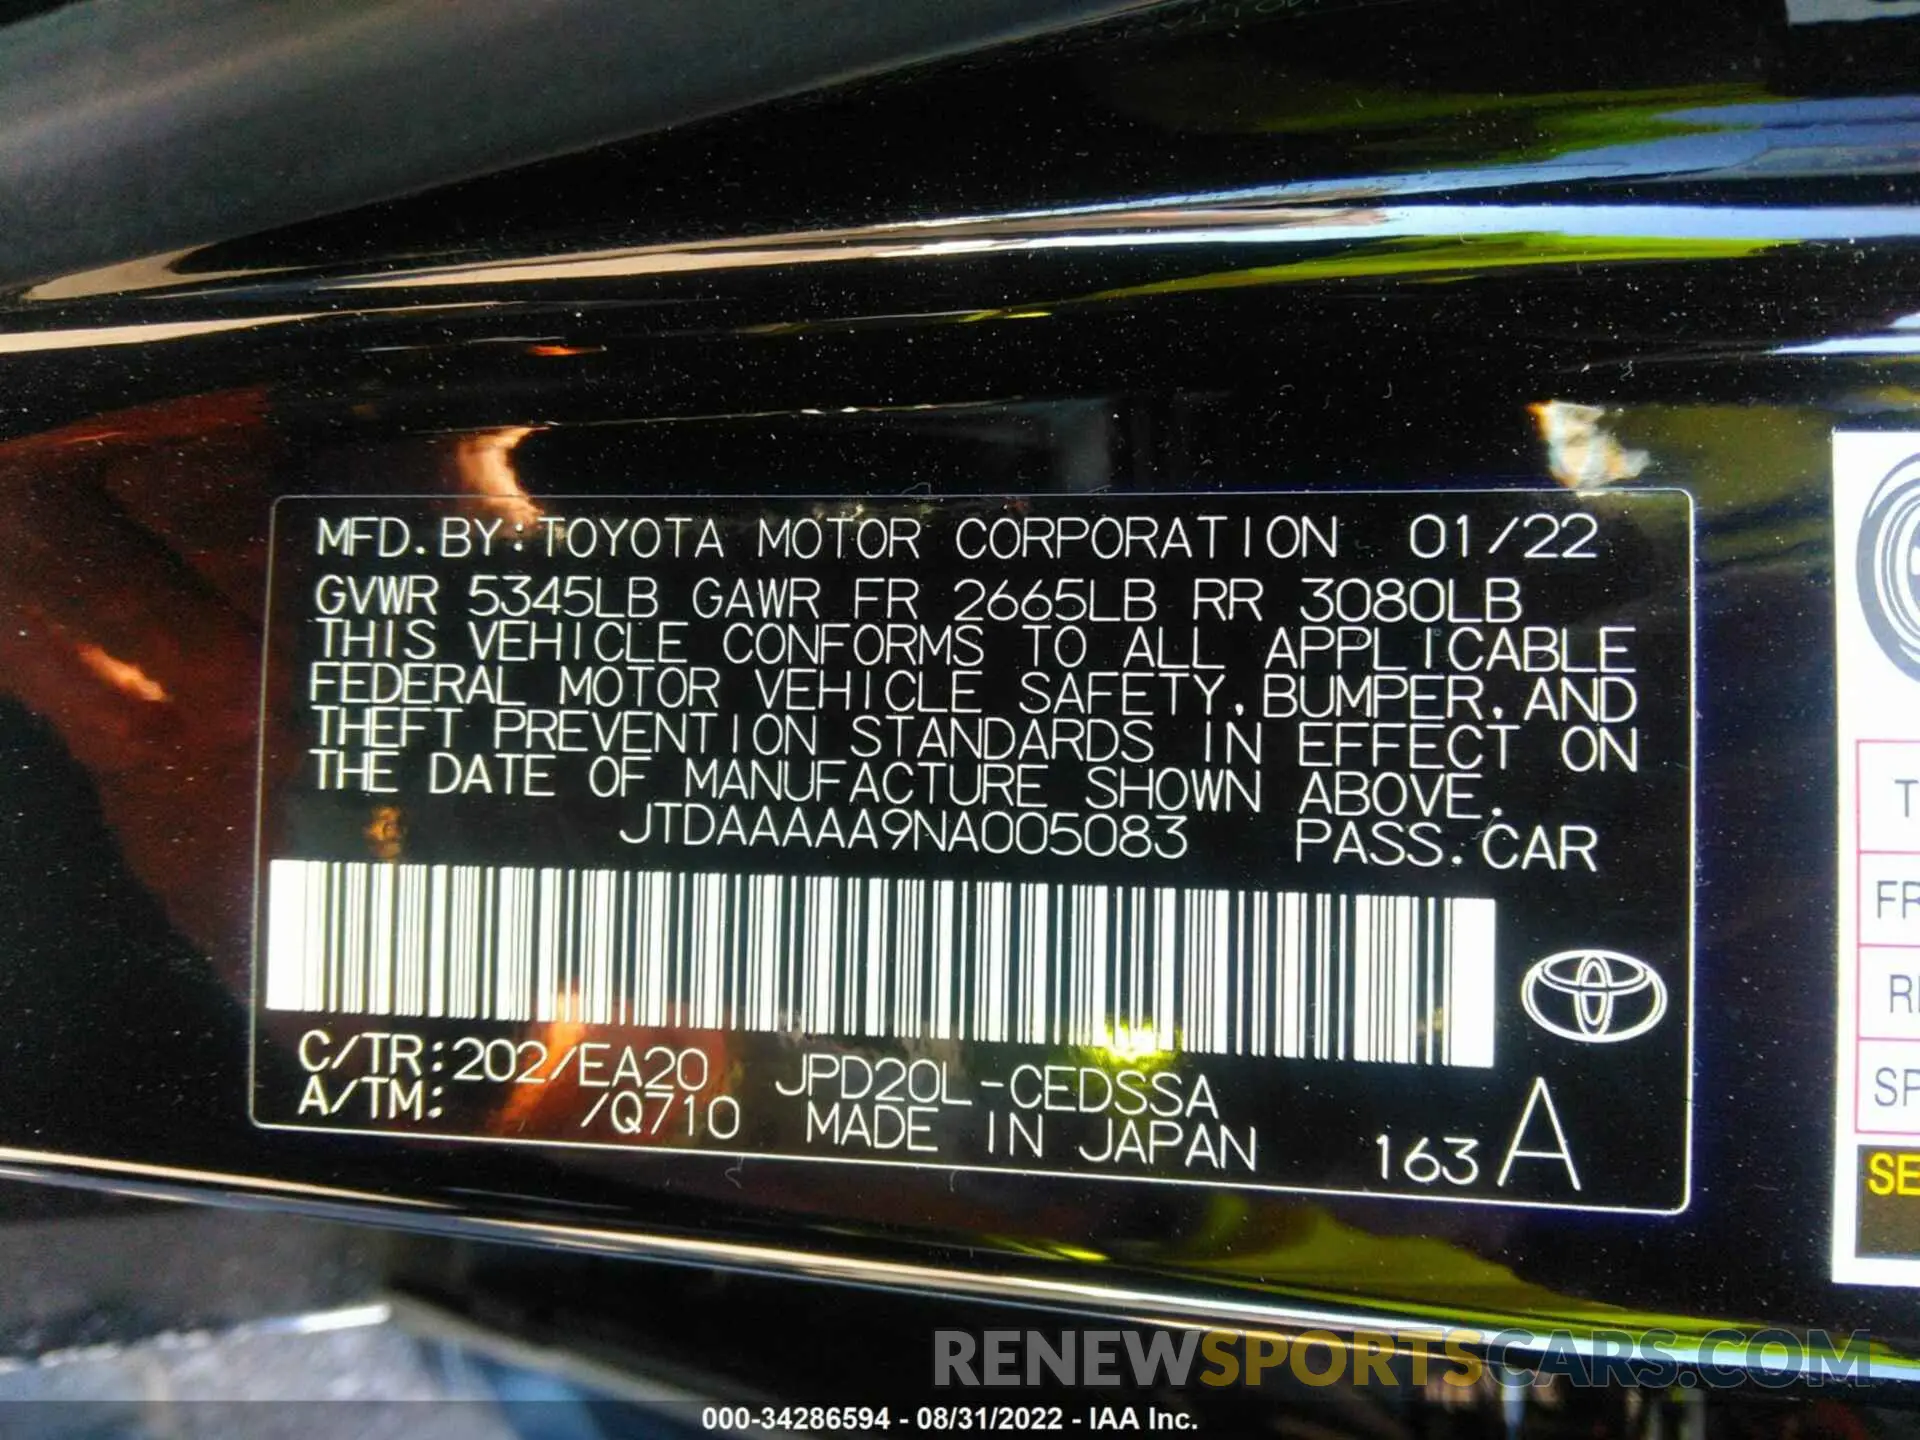 MFD. BY: TOYOTA MOTOR CORPORATION 01/22
GVWR 5345LB GAWR FR 2665LB RR 3080LB
THIS VEHICLE CONFORMS TO ALL APPLICABLE
FEDERAL MOTOR VEHICLE SAFETY, BUMPER, AND
THEFT PREVENTION STANDARDS IN EFFECT ON
THE DATE OF MANUFACTURE SHOWN ABOVE.
JTDAAAAA9NA005083 PASS. CAR
C/TR: 202/EA20 JPD20L-CEDSSA
A/TM: /Q710 MADE IN JAPAN 163 A
T
FR
SP
SE
RENEWSPORTSCARS.COM
000-34286594 - 08/31/2022 - IAA Inc.